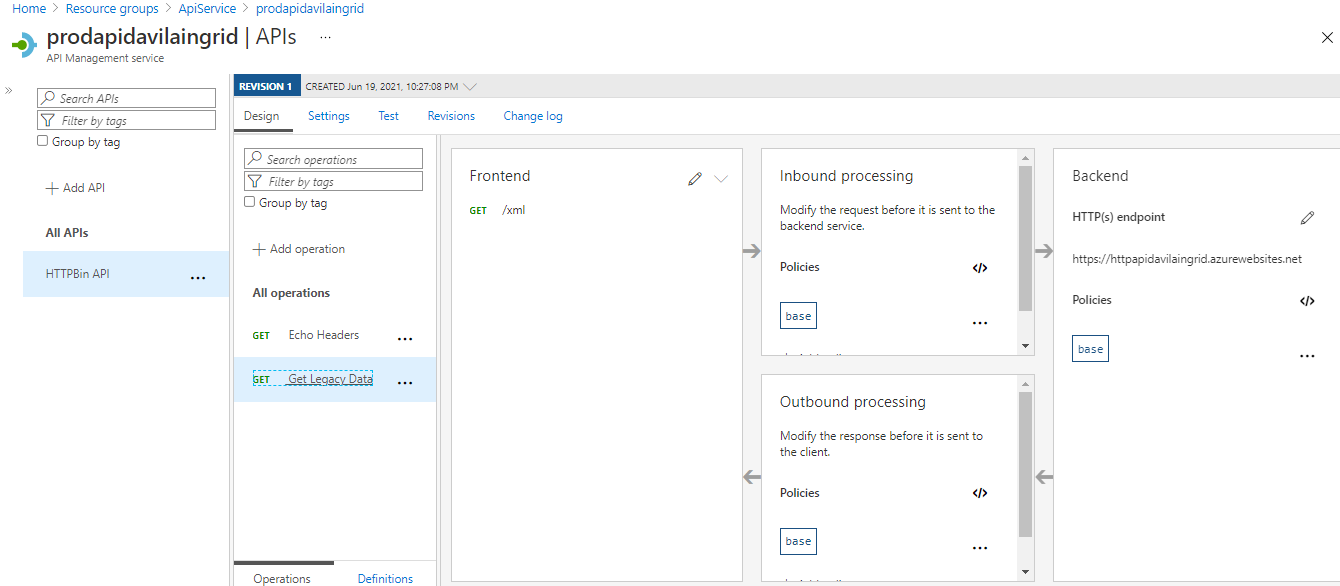 Home > Resource groups > ApiService > prodapidavilaingrid
prodapidavilaingrid | APIs ...
API Management service
Search APIs
Filter by tags
Group by tag
Add API
All APIs
HTTPBin API
REVISION 1 CREATED Jun 19, 2021, 10:27:08 PM
Design Settings Test Revisions Change log
Search operations
Filter by tags
Group by tag
Add operation
All operations
GET Echo Headers
GET Get Legacy Data
Operations Definitions
Frontend
GET /xml
Inbound processing
Modify the request before it is sent to the
backend service.
Policies </>
base
Outbound processing
Modify the response before it is sent to
the client.
Policies </>
base
Backend
HTTP(s) endpoint
https://httpapidavilaingrid.azurewebsites.net
Policies </>
base